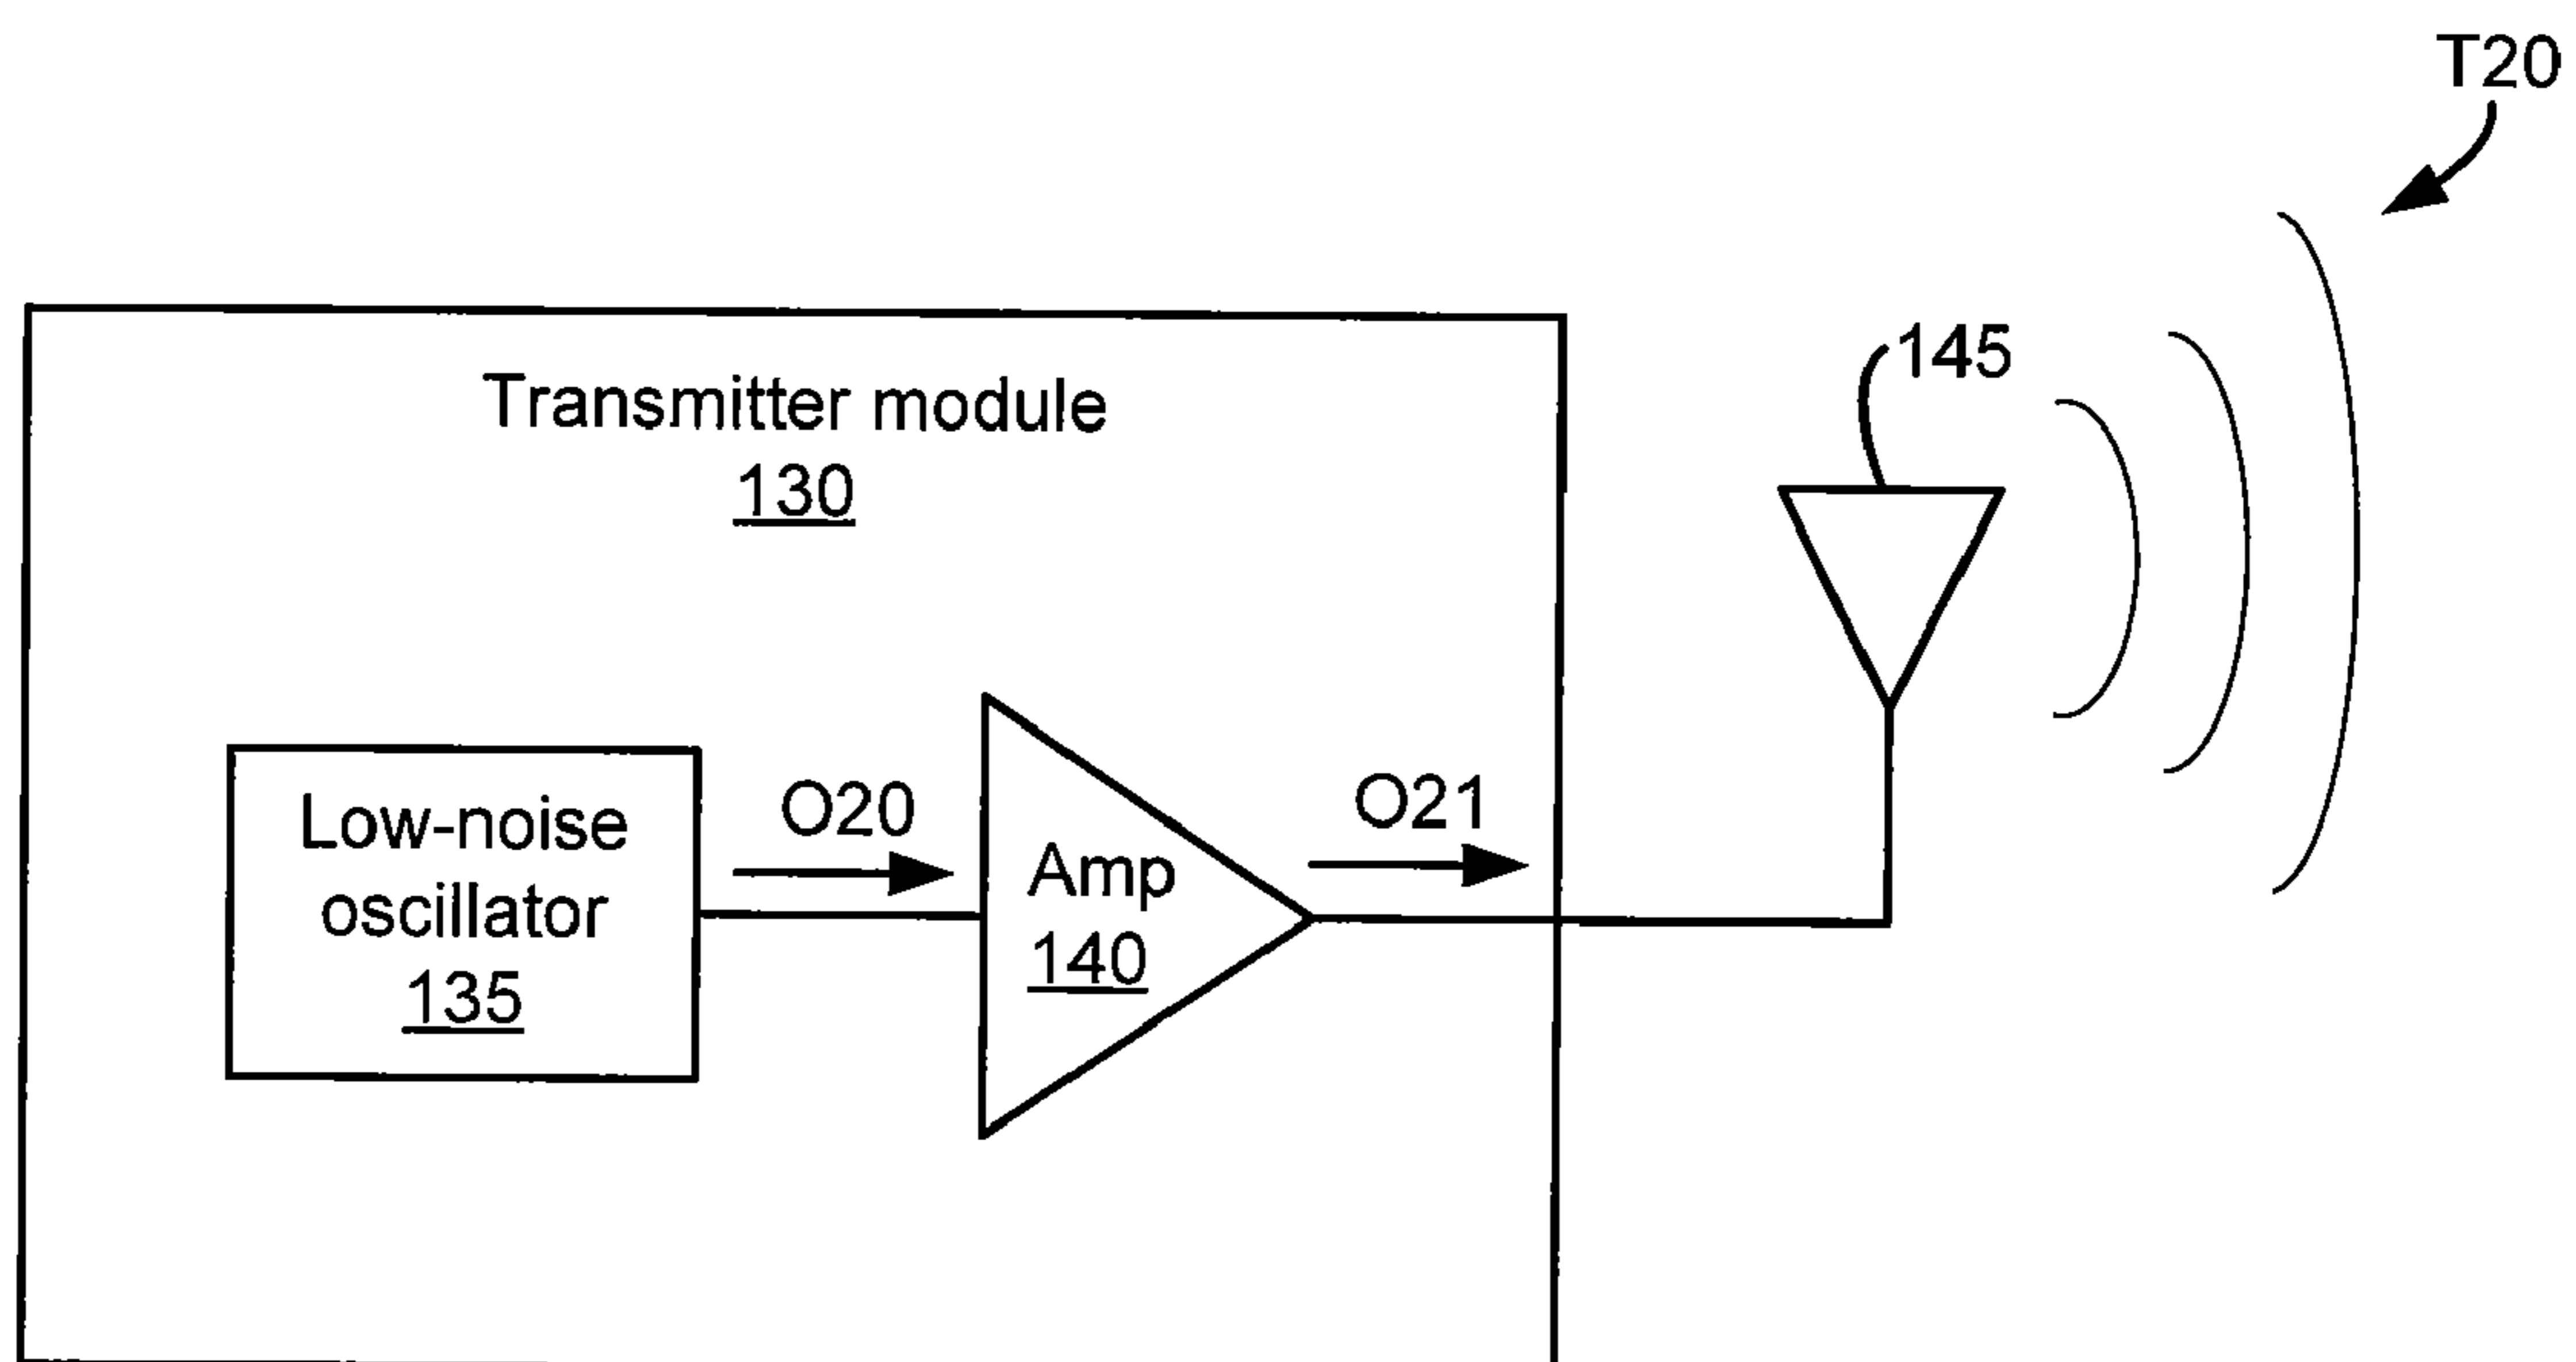 T20
145
Transmitter module
130
O20
O21
Low-noise
oscillator
135
Amp
140